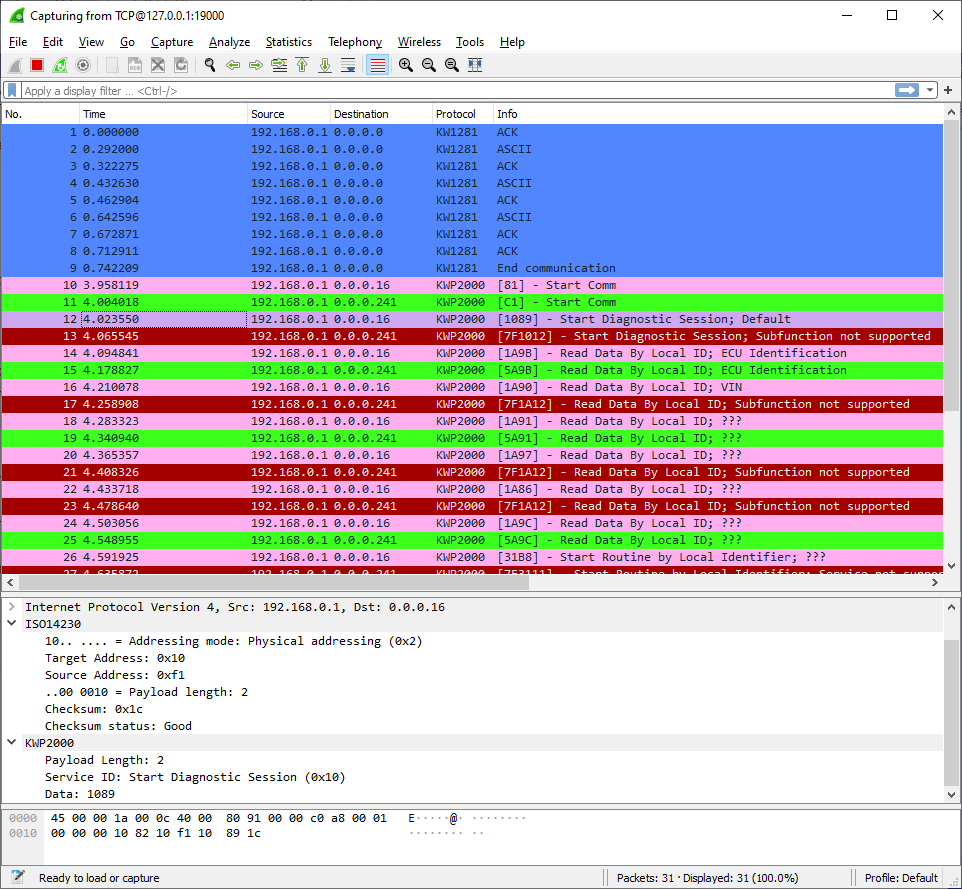 Capturing from TCP@127.0.0.1:19000
File Edit View Go Capture Analyze Statistics Telephony Wireless Tools Help
Apply a display filter ... <Ctrl-/>
No. Time Source Destination Protocol Info
1 0.000000 192.168.0.1 0.0.0.0 KW1281 ACK
2 0.292000 192.168.0.1 0.0.0.0 KW1281 ASCII
3 0.322275 192.168.0.1 0.0.0.0 KW1281 ACK
4 0.432630 192.168.0.1 0.0.0.0 KW1281 ASCII
5 0.462904 192.168.0.1 0.0.0.0 KW1281 ACK
6 0.642596 192.168.0.1 0.0.0.0 KW1281 ASCII
7 0.672871 192.168.0.1 0.0.0.0 KW1281 ACK
8 0.712911 192.168.0.1 0.0.0.0 KW1281 ACK
9 0.742209 192.168.0.1 0.0.0.0 KW1281 End communication
10 3.958119 192.168.0.1 0.0.0.16 KWP2000 [81] - Start Comm
11 4.004018 192.168.0.1 0.0.0.241 KWP2000 [C1] - Start Comm
12 4.023550 192.168.0.1 0.0.0.16 KWP2000 [1089] - Start Diagnostic Session; Default
13 4.065545 192.168.0.1 0.0.0.241 KWP2000 [7F1012] - Start Diagnostic Session; Subfunction not supported
14 4.094841 192.168.0.1 0.0.0.16 KWP2000 [1A9B] - Read Data By Local ID; ECU Identification
15 4.178827 192.168.0.1 0.0.0.241 KWP2000 [5A9B] - Read Data By Local ID; ECU Identification
16 4.210078 192.168.0.1 0.0.0.16 KWP2000 [1A90] - Read Data By Local ID; VIN
17 4.258908 192.168.0.1 0.0.0.241 KWP2000 [7F1A12] - Read Data By Local ID; Subfunction not supported
18 4.283323 192.168.0.1 0.0.0.16 KWP2000 [1A91] - Read Data By Local ID; ???
19 4.340940 192.168.0.1 0.0.0.241 KWP2000 [5A91] - Read Data By Local ID; ???
20 4.365357 192.168.0.1 0.0.0.16 KWP2000 [1A97] - Read Data By Local ID; ???
21 4.408326 192.168.0.1 0.0.0.241 KWP2000 [7F1A12] - Read Data By Local ID; Subfunction not supported
22 4.433718 192.168.0.1 0.0.0.16 KWP2000 [1A86] - Read Data By Local ID; ???
23 4.478640 192.168.0.1 0.0.0.241 KWP2000 [7F1A12] - Read Data By Local ID; Subfunction not supported
24 4.503056 192.168.0.1 0.0.0.16 KWP2000 [1A9C] - Read Data By Local ID; ???
25 4.548955 192.168.0.1 0.0.0.241 KWP2000 [5A9C] - Read Data By Local ID; ???
26 4.591925 192.168.0.1 0.0.0.16 KWP2000 [31B8] - Start Routine by Local Identifier; ???
27 4.635872 192.168.0.1 0.0.0.241 KWP2000 [7F3111] - Start Routine by Local Identifier; Service not supported
Internet Protocol Version 4, Src: 192.168.0.1, Dst: 0.0.0.16
ISO14230
10.. .... = Addressing mode: Physical addressing (0x2)
Target Address: 0x10
Source Address: 0xf1
..00 0010 = Payload length: 2
Checksum: 0x1c
Checksum status: Good
KWP2000
Payload Length: 2
Service ID: Start Diagnostic Session (0x10)
Data: 1089
0000 45 00 00 1a 00 0c 40 00 80 91 00 00 c0 a8 00 01 E·····@· ········
0010 00 00 00 10 82 10 f1 10 89 1c ········ ··
Ready to load or capture Packets: 31 · Displayed: 31 (100.0%) Profile: Default